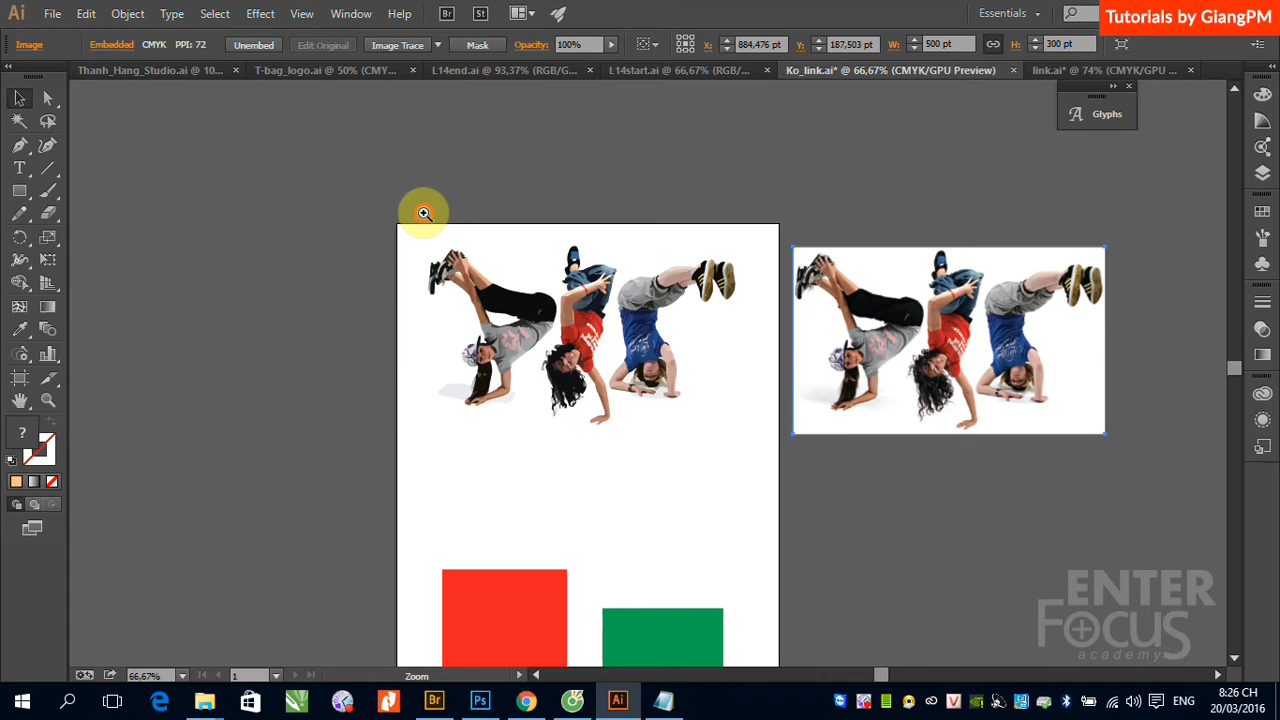 Ai File Edit Object Type Select Effect View Window Help Br St Essentials Tutorials by GiangPM
Image Embedded CMYK PPI: 72 Unembed Edit Original Image Trace Mask Opacity: 100% X: 884,476 pt Y: 187,503 pt W: 500 pt H: 300 pt
Thanh_Hang_Studio.ai @ 10... × T-bag_logo.ai @ 50% (CMY... × L14end.ai @ 93,37% (RGB/G... × L14start.ai @ 66,67% (RGB/... × Ko_link.ai* @ 66,67% (CMYK/GPU Preview) × link.ai* @ 74% (CMYK/GPU ... ×
A Glyphs
?
ENTER
FOCUS
academy
66,67% 1 Zoom
Br Ps Ai ENG 8:26 CH
20/03/2016